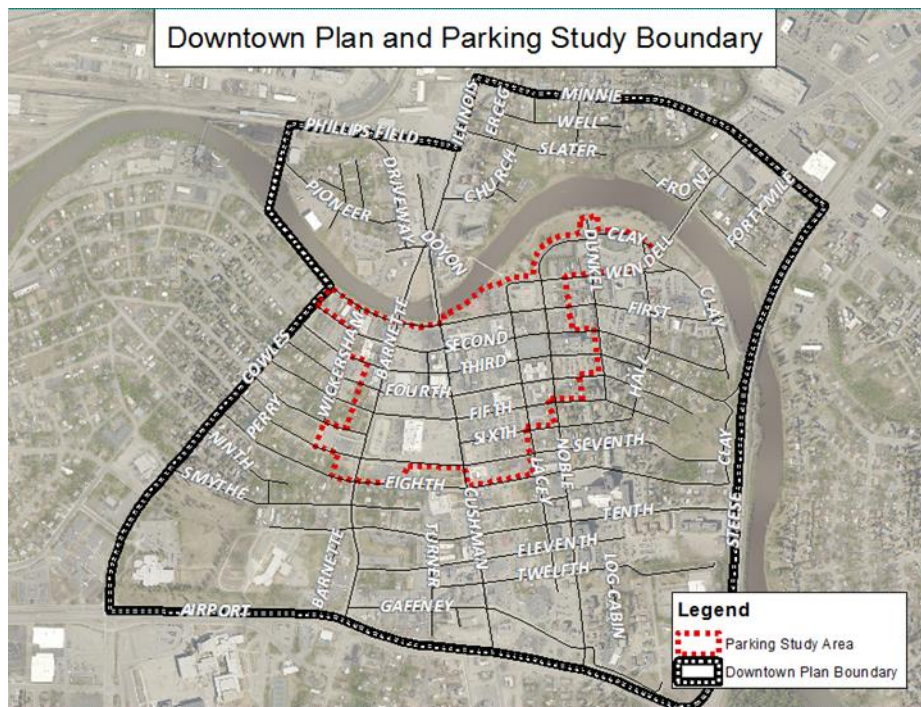 Downtown Plan and Parking Study Boundary
ILLINOIS
ERCEG
MINNIE
WELL
SLATER
PHILLIPS FIELD
DRIVEWAY
CHURCH
PIONEER
DOYON
FRONT
FORTY MILE
DUNKEL
CLAY
WENDELL
CLAY
FIRST
HALL
BARNETTE
SECOND
THIRD
WICKERSHAM
COWLES
FOURTH
FIFTH
SIXTH
PERRY
NINTH
SMYTHE
SEVENTH
NOBLE
LACEY
CLAY
EIGHTH
CUSHMAN
STEESE
TENTH
BARNETTE
TURNER
ELEVENTH
TWELFTH
LOG CABIN
GAFFNEY
AIRPORT
Legend
Parking Study Area
Downtown Plan Boundary